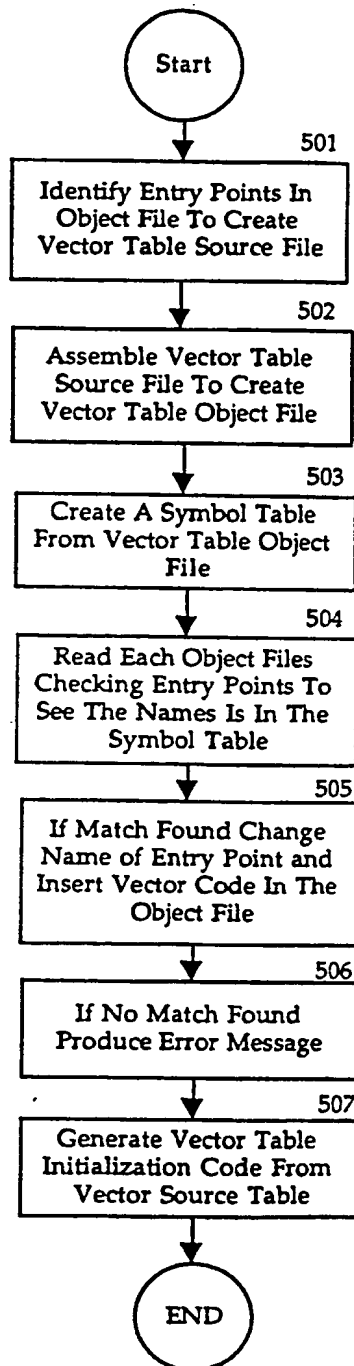 Start
501
Identify Entry Points In
Object File To Create
Vector Table Source File
502
Assemble Vector Table
Source File To Create
Vector Table Object File
503
Create A Symbol Table
From Vector Table Object
File
504
Read Each Object Files
Checking Entry Points To
See The Names Is In The
Symbol Table
505
If Match Found Change
Name of Entry Point and
Insert Vector Code In The
Object File
506
If No Match Found
Produce Error Message
507
Generate Vector Table
Initialization Code From
Vector Source Table
END